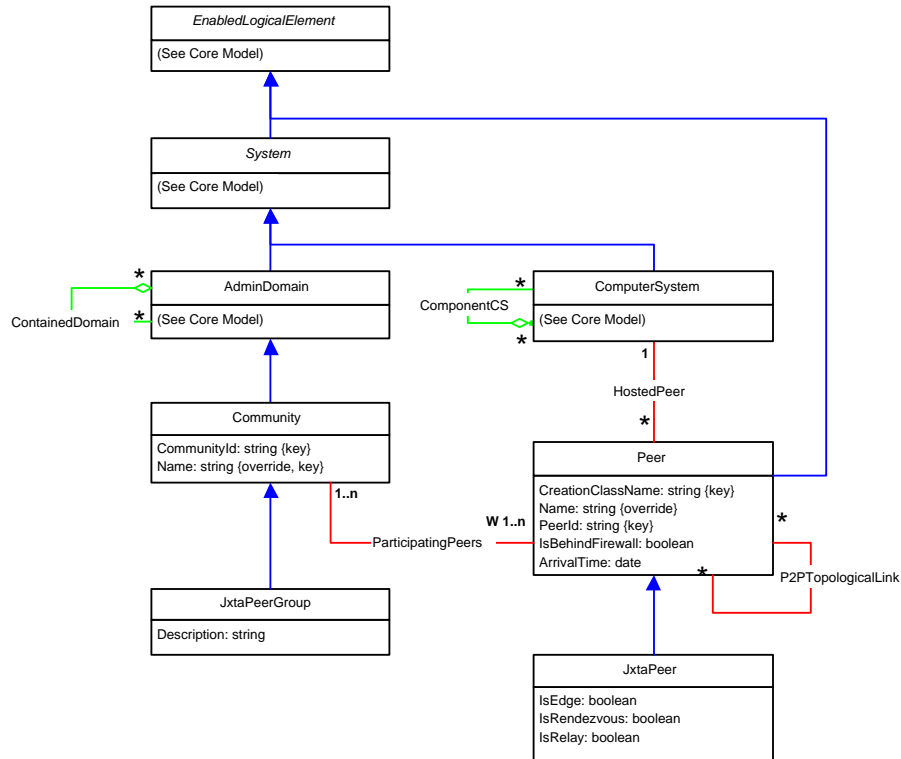 EnabledLogicalElement
(See Core Model)
System
(See Core Model)
*
AdminDomain
*
(See Core Model)
ContainedDomain
*
ComputerSystem
ComponentCS
(See Core Model)
*
1
HostedPeer
*
Community
CommunityId: string {key}
Name: string {override, key}
1..n
ParticipatingPeers
W 1..n
Peer
CreationClassName: string {key}
Name: string {override}
PeerId: string {key}
IsBehindFirewall: boolean
ArrivalTime: date
*
*
P2PTopologicalLink
JxtaPeerGroup
Description: string
JxtaPeer
IsEdge: boolean
IsRendezvous: boolean
IsRelay: boolean